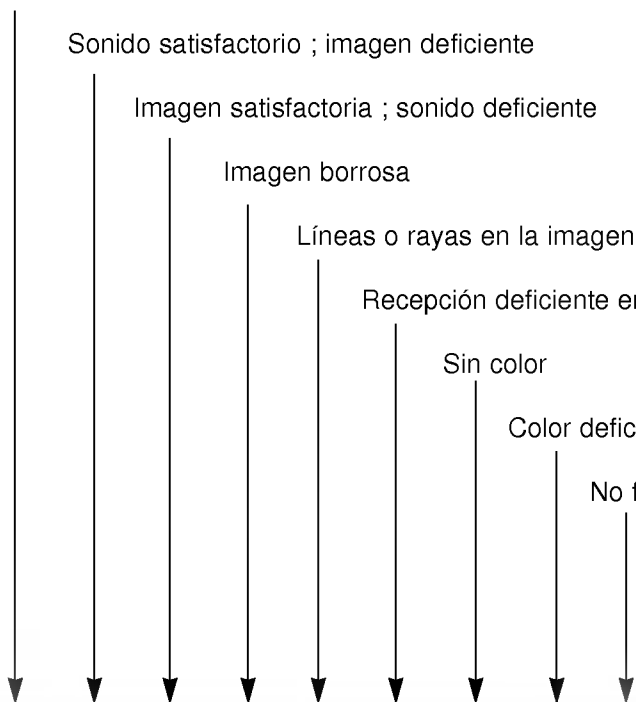 Sonido satisfactorio ; imagen deficiente
Imagen satisfactoria ; sonido deficiente
Imagen borrosa
Líneas o rayas en la imagen
Recepción deficiente
Sin color
Color
No